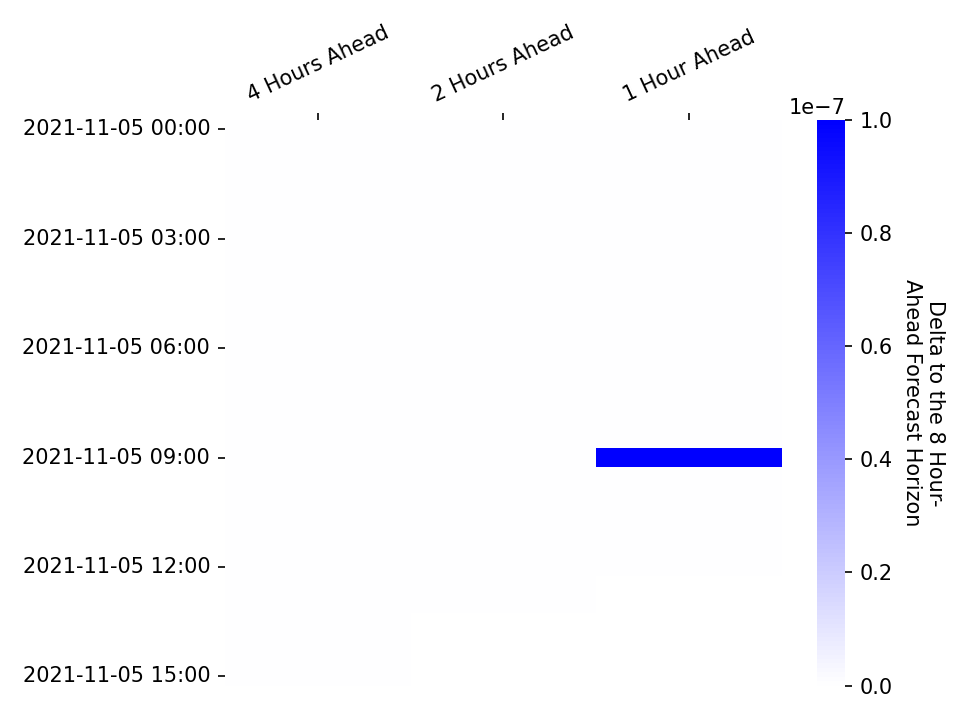 4 Hours Ahead
2 Hours Ahead
1 Hour Ahead
2021-11-05 00:00
2021-11-05 03:00
2021-11-05 06:00
2021-11-05 09:00
2021-11-05 12:00
2021-11-05 15:00
1e−7
1.0
0.8
0.6
0.4
0.2
0.0
Delta to the 8 Hour-
Ahead Forecast Horizon